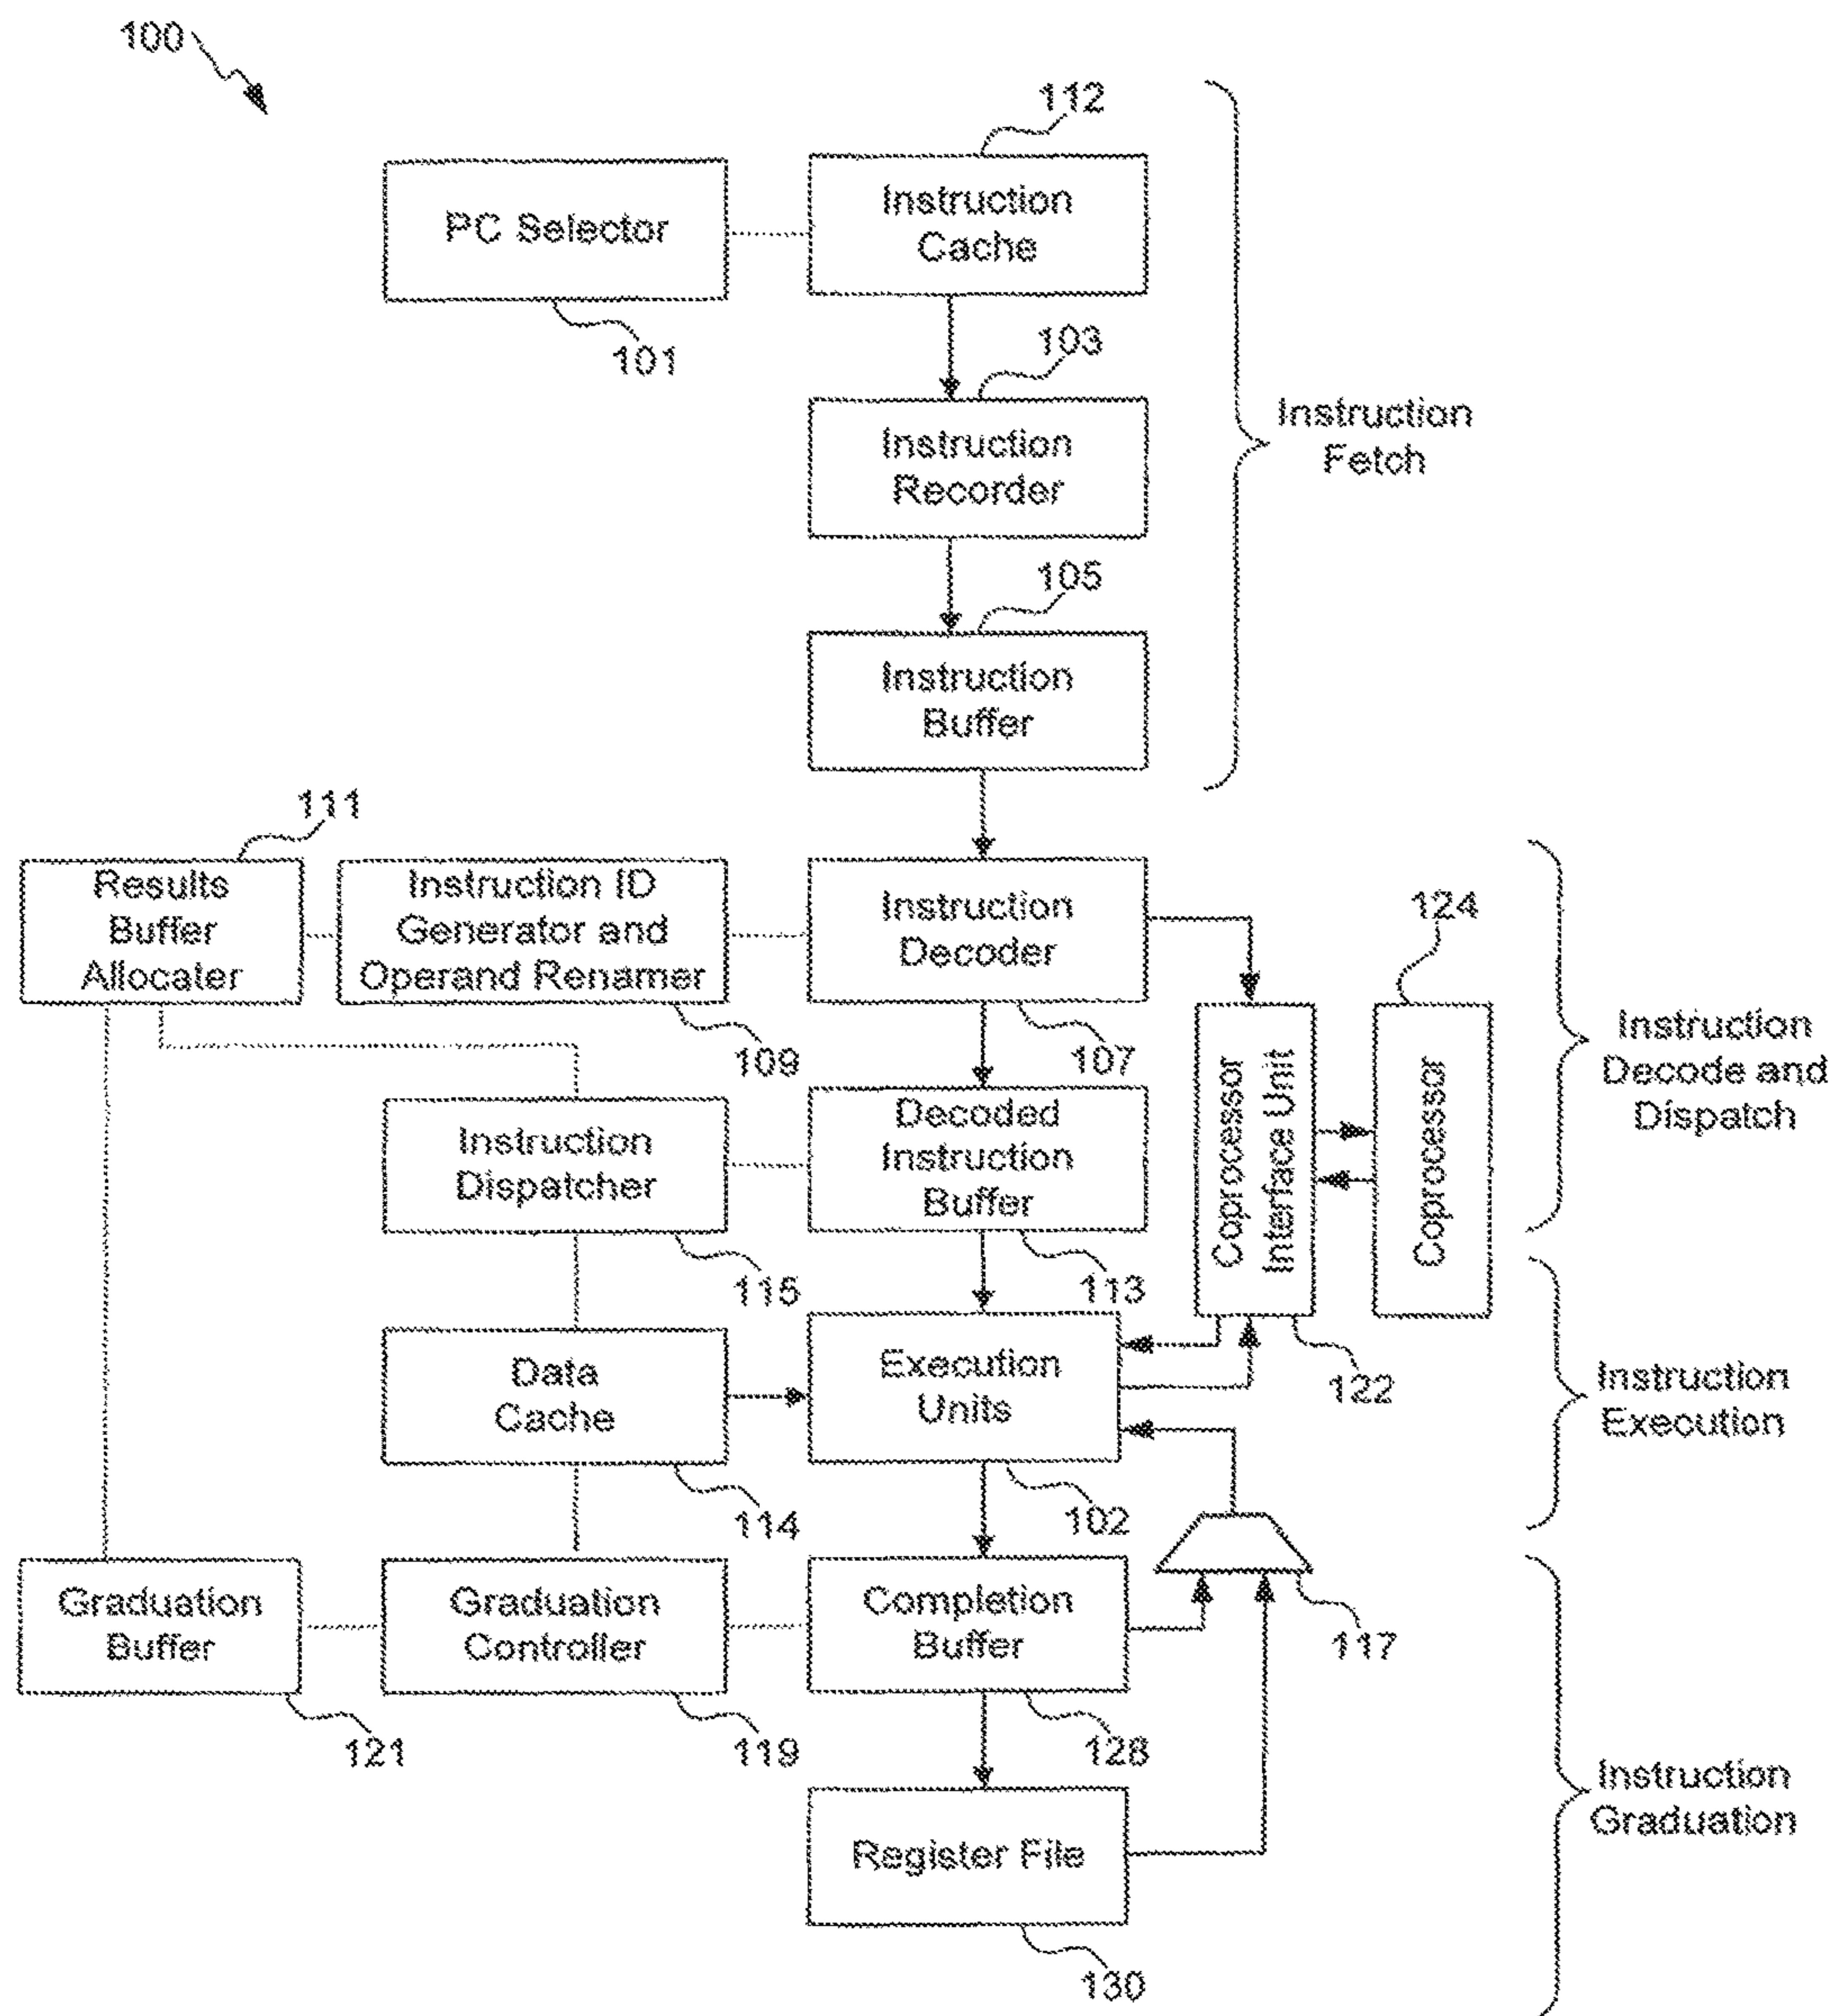 100
112
PC Selector
Instruction
Cache
101
103
Instruction
Recorder
Instruction
Fetch
105
Instruction
Buffer
111
Results
Buffer
Allocater
Instruction ID
Generator and
Operand Renamer
Instruction
Decoder
124
109
107
Coprocessor
Interface Unit
Coprocessor
Instruction
Decode and
Dispatch
Instruction
Dispatcher
Decoded
Instruction
Buffer
115
113
Data
Cache
Execution
Units
122
Instruction
Execution
114
102
Graduation
Buffer
Graduation
Controller
Completion
Buffer
117
121
119
128
Register File
Instruction
Graduation
130